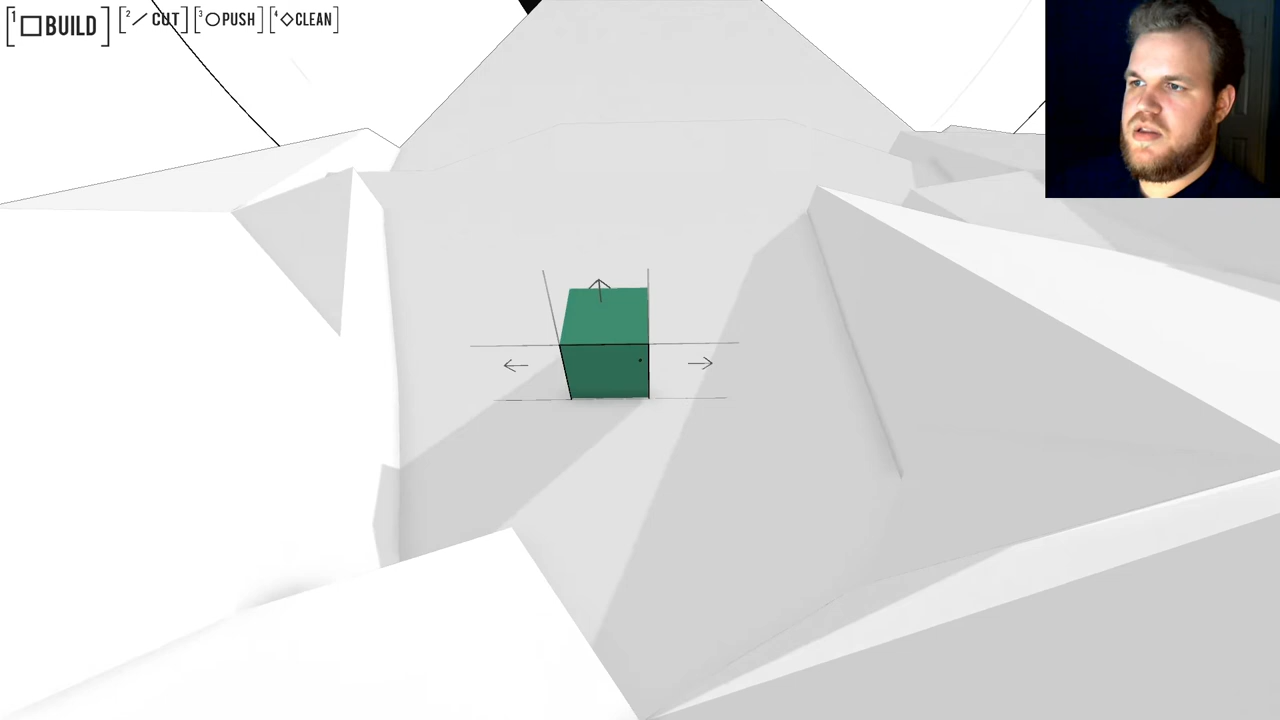 [¹ BUILD] [² CUT] [³ PUSH] [⁴ CLEAN]